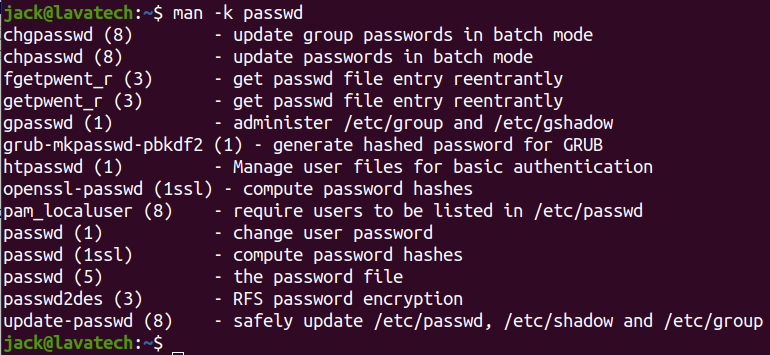 jack@lavatech:~$ man -k passwd
chgpasswd (8)        - update group passwords in batch mode
chpasswd (8)         - update passwords in batch mode
fgetpwent_r (3)      - get passwd file entry reentrantly
getpwent_r (3)       - get passwd file entry reentrantly
gpasswd (1)          - administer /etc/group and /etc/gshadow
grub-mkpasswd-pbkdf2 (1) - generate hashed password for GRUB
htpasswd (1)         - Manage user files for basic authentication
openssl-passwd (1ssl) - compute password hashes
pam_localuser (8)    - require users to be listed in /etc/passwd
passwd (1)           - change user password
passwd (1ssl)        - compute password hashes
passwd (5)           - the password file
passwd2des (3)       - RFS password encryption
update-passwd (8)    - safely update /etc/passwd, /etc/shadow and /etc/group
jack@lavatech:~$